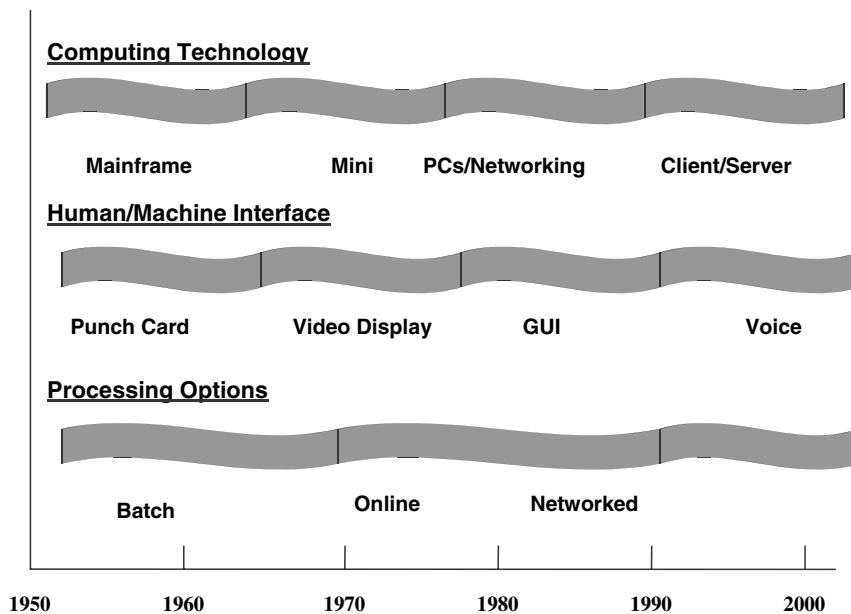 Computing Technology
Mainframe Mini PCs/Networking Client/Server
Human/Machine Interface
Punch Card Video Display GUI Voice
Processing Options
Batch Online Networked
1950 1960 1970 1980 1990 2000